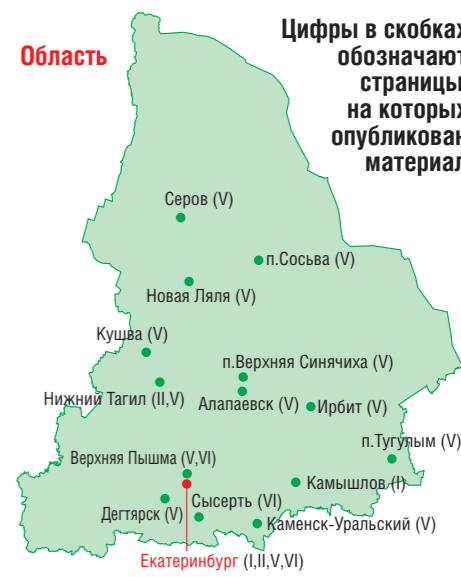 Область
Цифры в скобках
обозначают
страницы,
на которых
опубликован
материал
Серов (V)
п.Сосьва (V)
Новая Ляля (V)
Кушва (V)
п.Верхняя Синячиха (V)
Нижний Тагил (II,V)
Алапаевск (V)
Ирбит (V)
п.Тугулым (V)
Верхняя Пышма (V,VI)
Камышлов (I)
Сысерть (VI)
Дегтярск (V)
Каменск-Уральский (V)
Екатеринбург (I,II,V,VI)